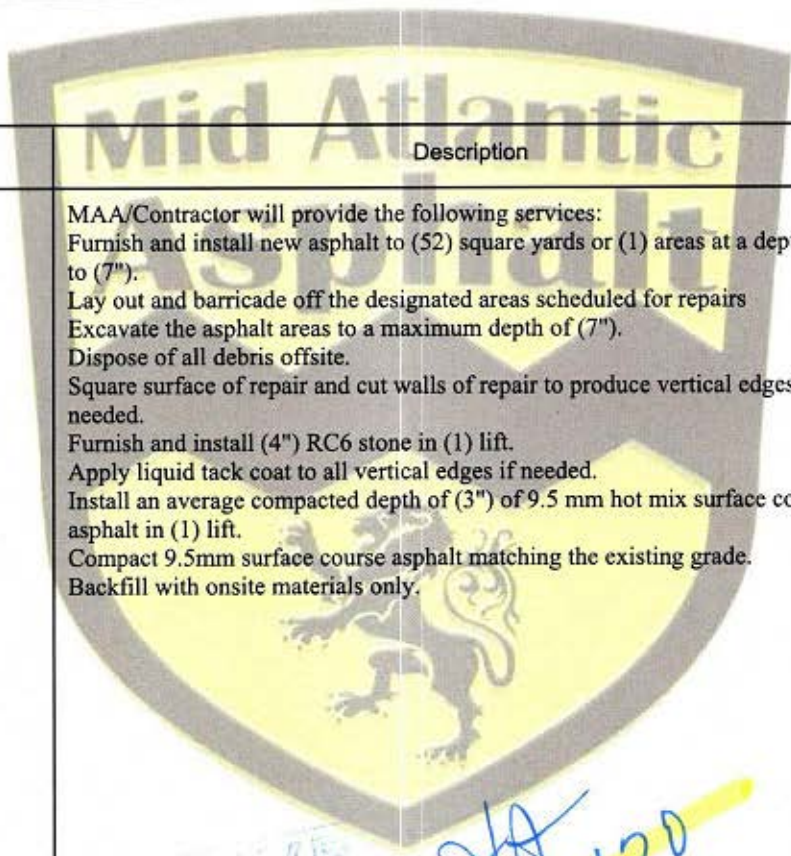 Mid Atlantic
Asphalt
Description
MAA/Contractor will provide the following services:
Furnish and install new asphalt to (52) square yards or (1) areas at a dep
to (7").
Lay out and barricade off the designated areas scheduled for repairs
Excavate the asphalt areas to a maximum depth of (7").
Dispose of all debris offsite.
Square surface of repair and cut walls of repair to produce vertical edges
needed.
Furnish and install (4") RC6 stone in (1) lift.
Apply liquid tack coat to all vertical edges if needed.
Install an average compacted depth of (3") of 9.5 mm hot mix surface co
asphalt in (1) lift.
Compact 9.5mm surface course asphalt matching the existing grade.
Backfill with onsite materials only.